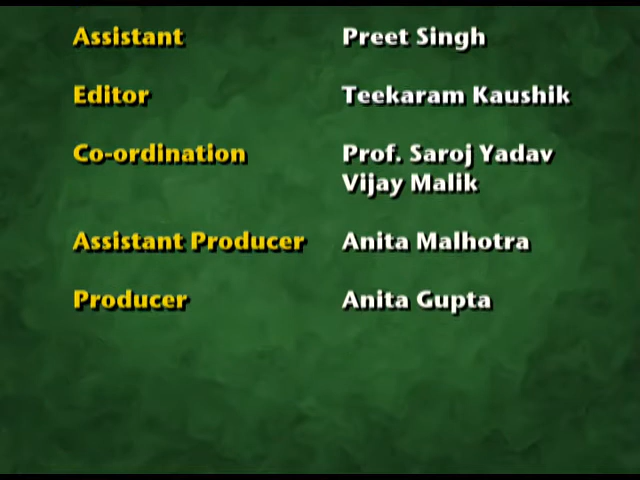 Assistant Preet Singh
Editor Teekaram Kaushik
Co-ordination Prof. Saroj Yadav
Vijay Malik
Assistant Producer Anita Malhotra
Producer Anita Gupta